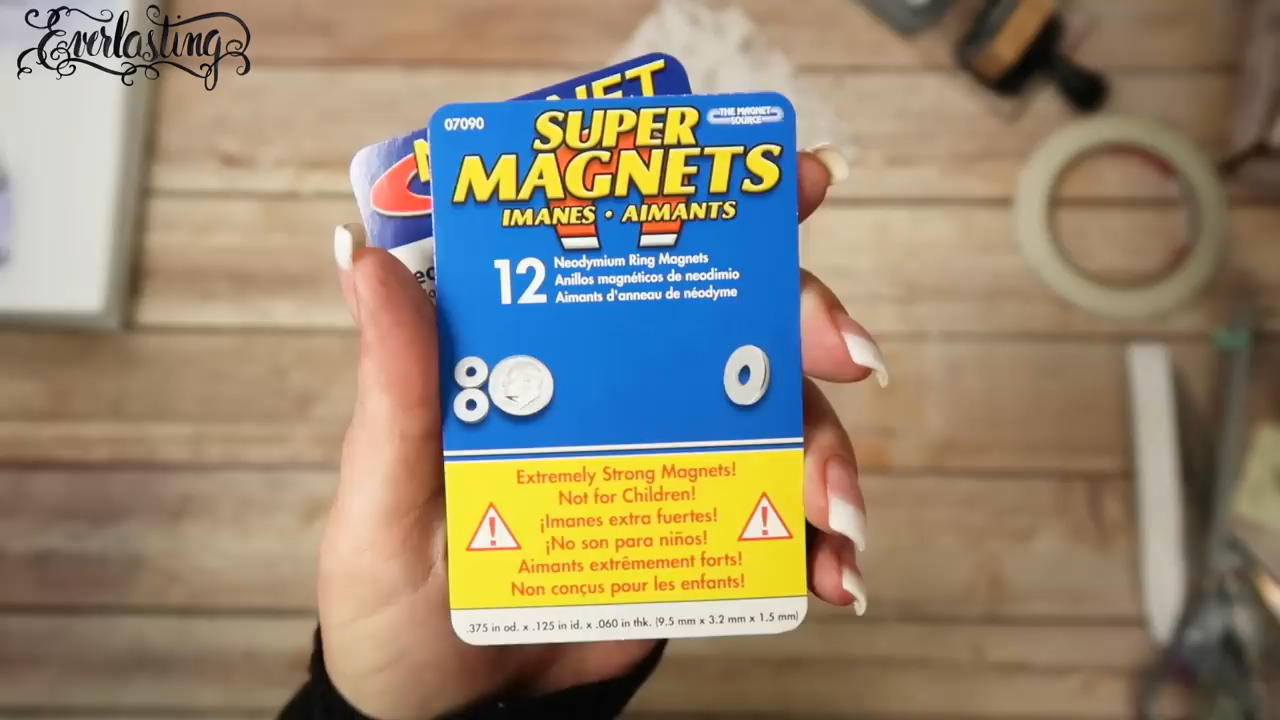 Everlasting
NET
07090
THE MAGNET
SOURCE
SUPER
MAGNETS
IMANES • AIMANTS
12
Neodymium Ring Magnets
Anillos magnéticos de neodimio
Aimants d'anneau de néodyme
Extremely Strong Magnets!
Not for Children!
¡Imanes extra fuertes!
¡No son para niños!
Aimants extrêmement forts!
Non conçus pour les enfants!
.375 in od. x .125 in id. x .060 in thk. (9.5 mm x 3.2 mm x 1.5 mm)